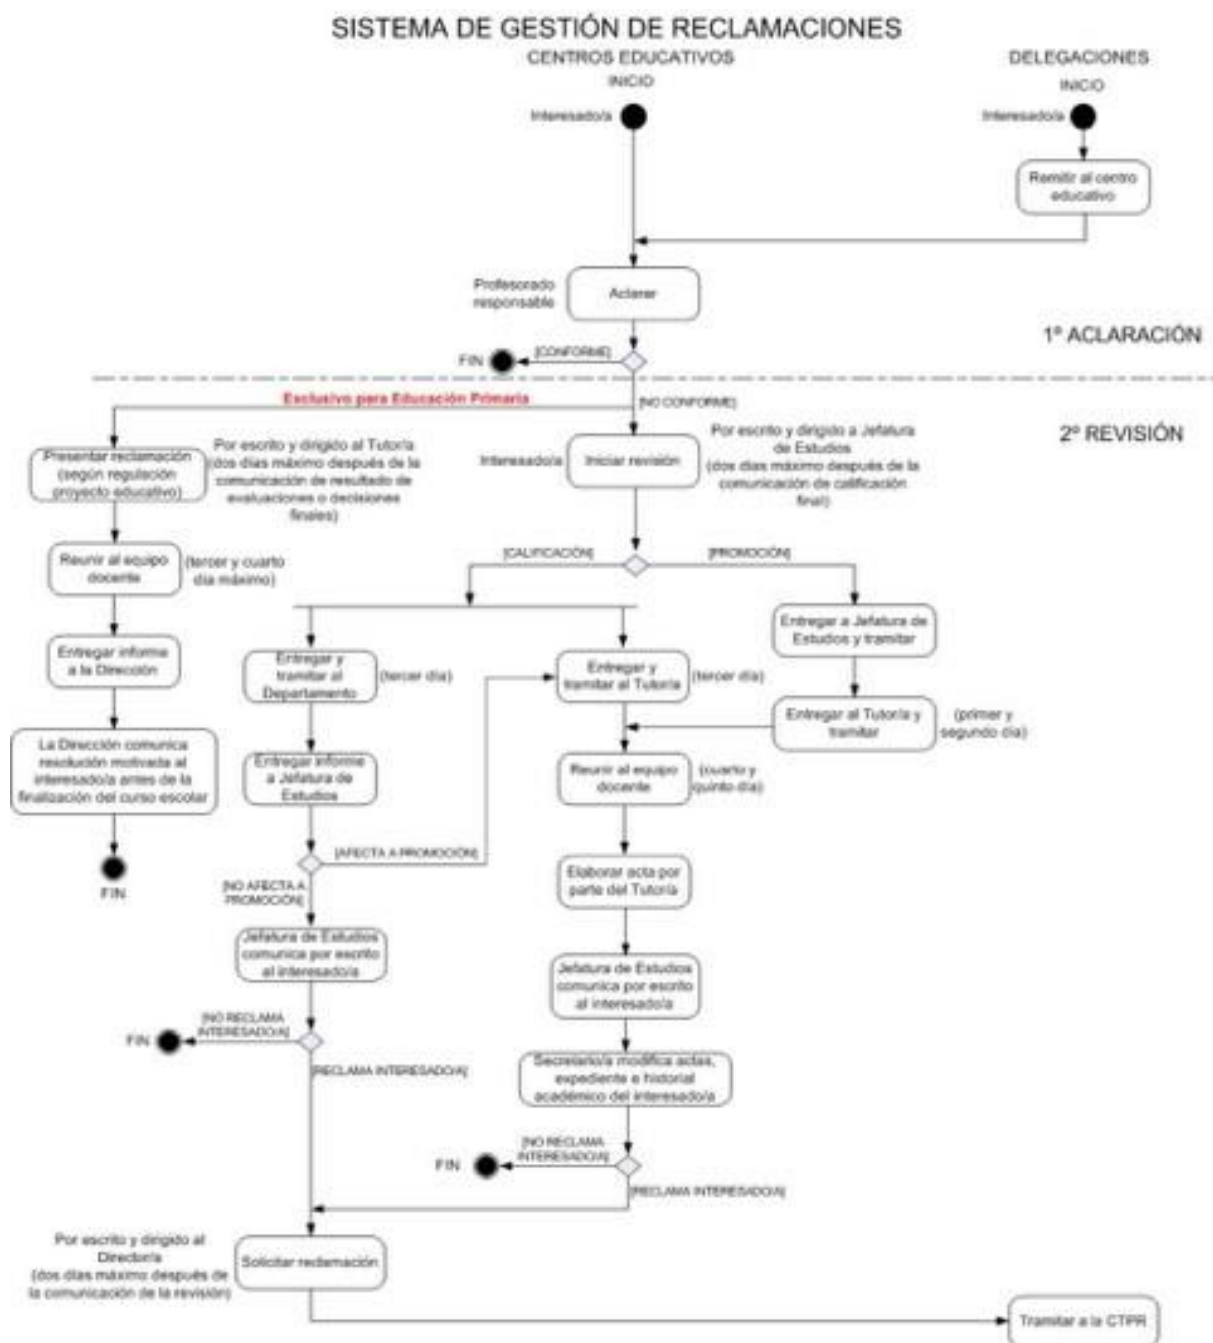 SISTEMA DE GESTIÓN DE RECLAMACIONES
CENTROS EDUCATIVOS
DELEGACIONES
INICIO
INICIO
Interesado/a
Interesado/a
Remitir al centro
educativo
Profesorado
responsable
Aclarar
1º ACLARACIÓN
FIN
[CONFORME]
Exclusivo para Educación Primaria
[NO CONFORME]
2º REVISIÓN
Presentar reclamación
(según regulación
proyecto educativo)
Por escrito y dirigido al Tutor/a
(dos días máximo después de la
comunicación de resultado de
evaluaciones o decisiones
finales)
Interesado/a
Iniciar revisión
Por escrito y dirigido a Jefatura
de Estudios
(dos días máximo después de la
comunicación de calificación
final)
Reunir al equipo
docente
(tercer y cuarto
día máximo)
[CALIFICACIÓN]
[PROMOCIÓN]
Entregar informe
a la Dirección
Entregar a Jefatura de
Estudios y tramitar
Entregar y
tramitar al
Departamento
(tercer día)
Entregar y
tramitar al Tutor/a
(tercer día)
Entregar al Tutor/a y
tramitar
(primer y
segundo día)
La Dirección comunica
resolución motivada al
interesado/a antes de la
finalización del curso escolar
Entregar informe
a Jefatura de
Estudios
Reunir al equipo
docente
(cuarto y
quinto día)
FIN
[AFECTA A PROMOCIÓN]
[NO AFECTA A
PROMOCIÓN]
Elaborar acta por
parte del Tutor/a
Jefatura de Estudios
comunica por escrito
al interesado/a
Jefatura de Estudios
comunica por escrito
al interesado/a
FIN
[NO RECLAMA
INTERESADO/A]
[RECLAMA INTERESADO/A]
Secretario/a modifica actas,
expediente e historial
académico del interesado/a
FIN
[NO RECLAMA
INTERESADO/A]
[RECLAMA INTERESADO/A]
Por escrito y dirigido al
Director/a
(dos días máximo después de
la comunicación de la revisión)
Solicitar reclamación
Tramitar a la CTPR